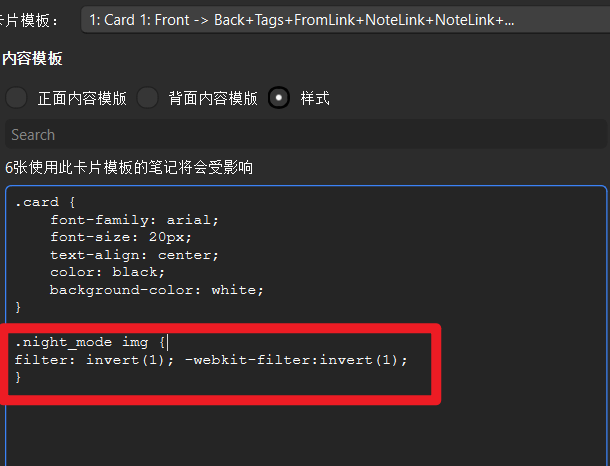 卡片模板： 1: Card 1: Front -> Back+Tags+FromLink+NoteLink+NoteLink+...
内容模板
正面内容模版 背面内容模版 样式
Search
6张使用此卡片模板的笔记将会受影响
.card {
    font-family: arial;
    font-size: 20px;
    text-align: center;
    color: black;
    background-color: white;
}
.night_mode img {
filter: invert(1); -webkit-filter:invert(1);
}